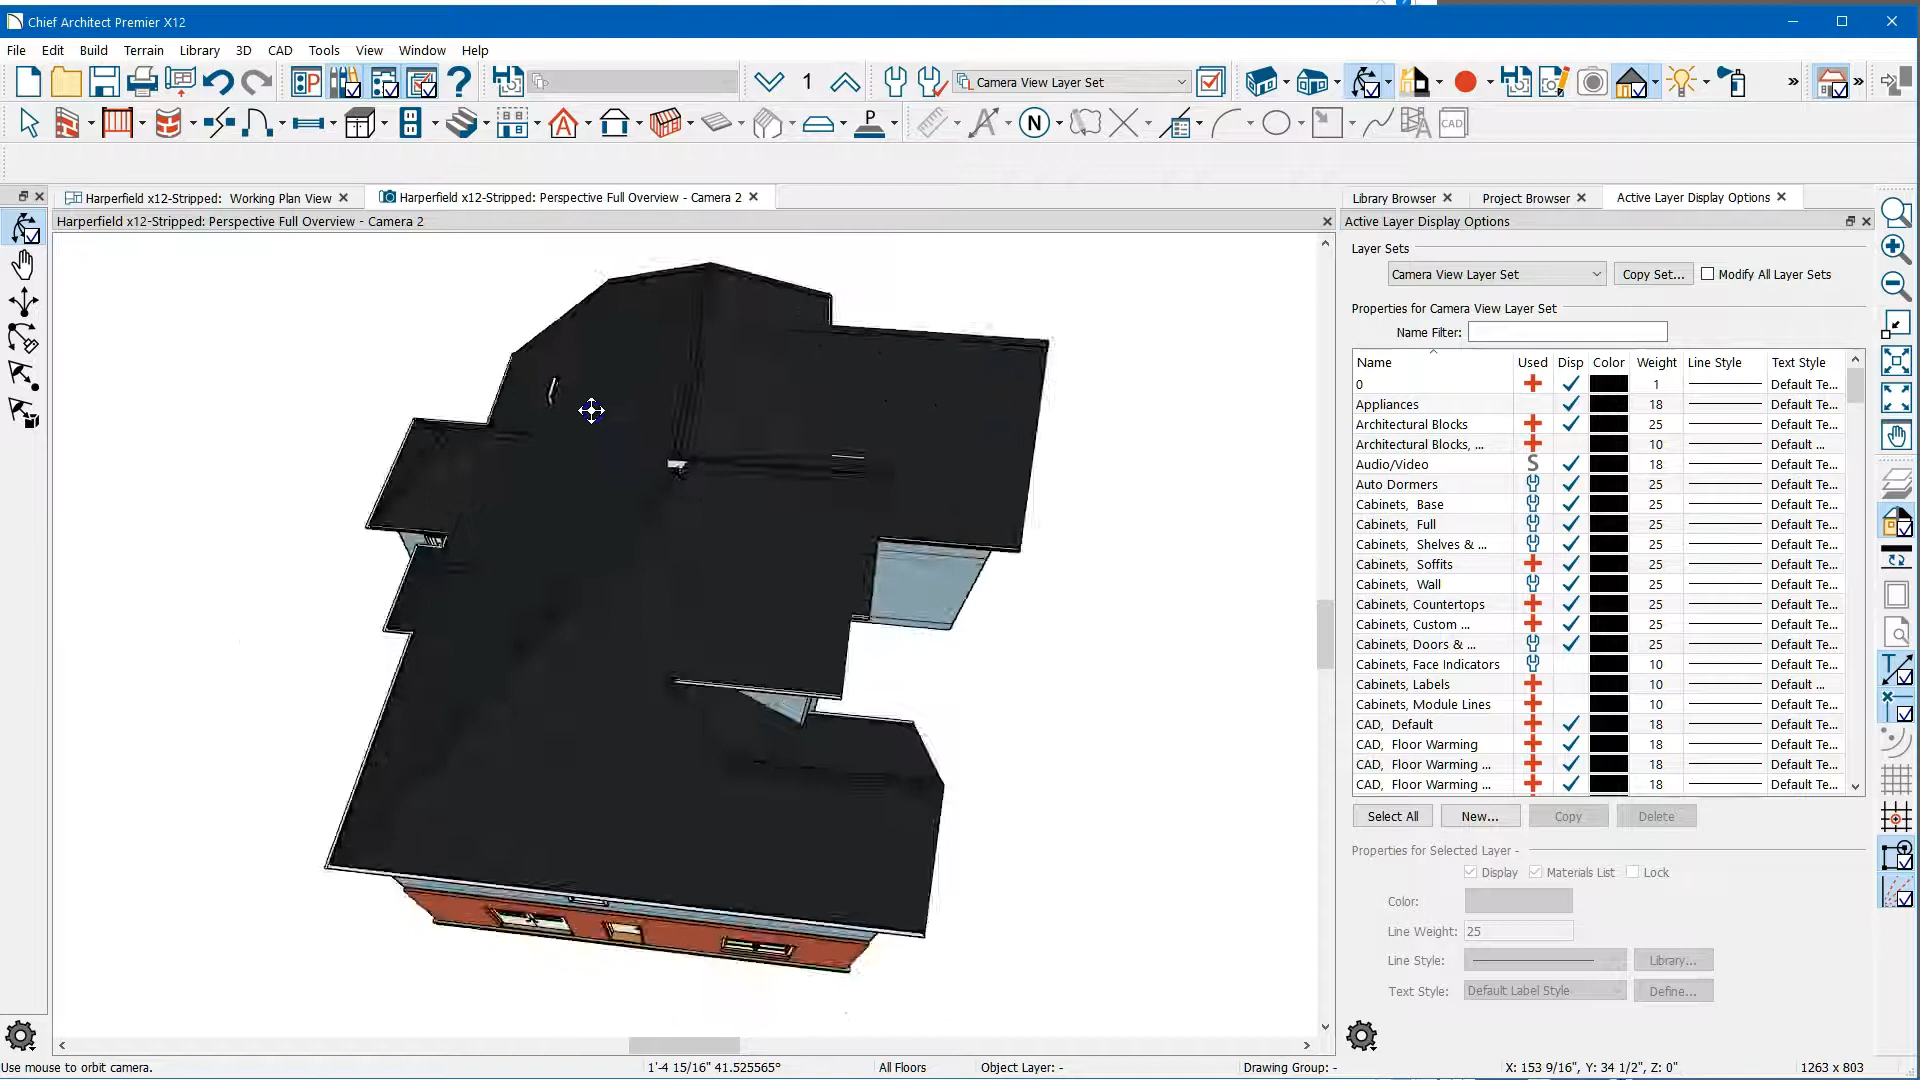 Chief Architect Premier X12
File Edit Build Terrain Library 3D CAD Tools View Window Help
1 Camera View Layer Set
N P CAD
Harperfield x12-Stripped: Working Plan View
Harperfield x12-Stripped: Perspective Full Overview - Camera 2
Library Browser Project Browser Active Layer Display Options
Harperfield x12-Stripped: Perspective Full Overview - Camera 2
Active Layer Display Options
Layer Sets
Camera View Layer Set Copy Set... Modify All Layer Sets
Properties for Camera View Layer Set
Name Filter:
Name Used Disp Color Weight Line Style Text Style
0 1 Default Te...
Appliances 18 Default Te...
Architectural Blocks 25 Default Te...
Architectural Blocks, ... 10 Default ...
Audio/Video S 18 Default Te...
Auto Dormers 25 Default Te...
Cabinets, Base 25 Default Te...
Cabinets, Full 25 Default Te...
Cabinets, Shelves & ... 25 Default Te...
Cabinets, Soffits 25 Default Te...
Cabinets, Wall 25 Default Te...
Cabinets, Countertops 25 Default Te...
Cabinets, Custom ... 25 Default Te...
Cabinets, Doors & ... 25 Default Te...
Cabinets, Face Indicators 10 Default Te...
Cabinets, Labels 10 Default ...
Cabinets, Module Lines 10 Default Te...
CAD, Default 18 Default Te...
CAD, Floor Warming 18 Default Te...
CAD, Floor Warming ... 18 Default Te...
CAD, Floor Warming ... 18 Default Te...
Select All New... Copy Delete
Properties for Selected Layer -
Display Materials List Lock
Color:
Line Weight: 25
Line Style: Library...
Text Style: Default Label Style Define...
Use mouse to orbit camera. 1'-4 15/16" 41.525565° All Floors Object Layer: - Drawing Group: - X: 153 9/16", Y: 34 1/2", Z: 0" 1263 x 803